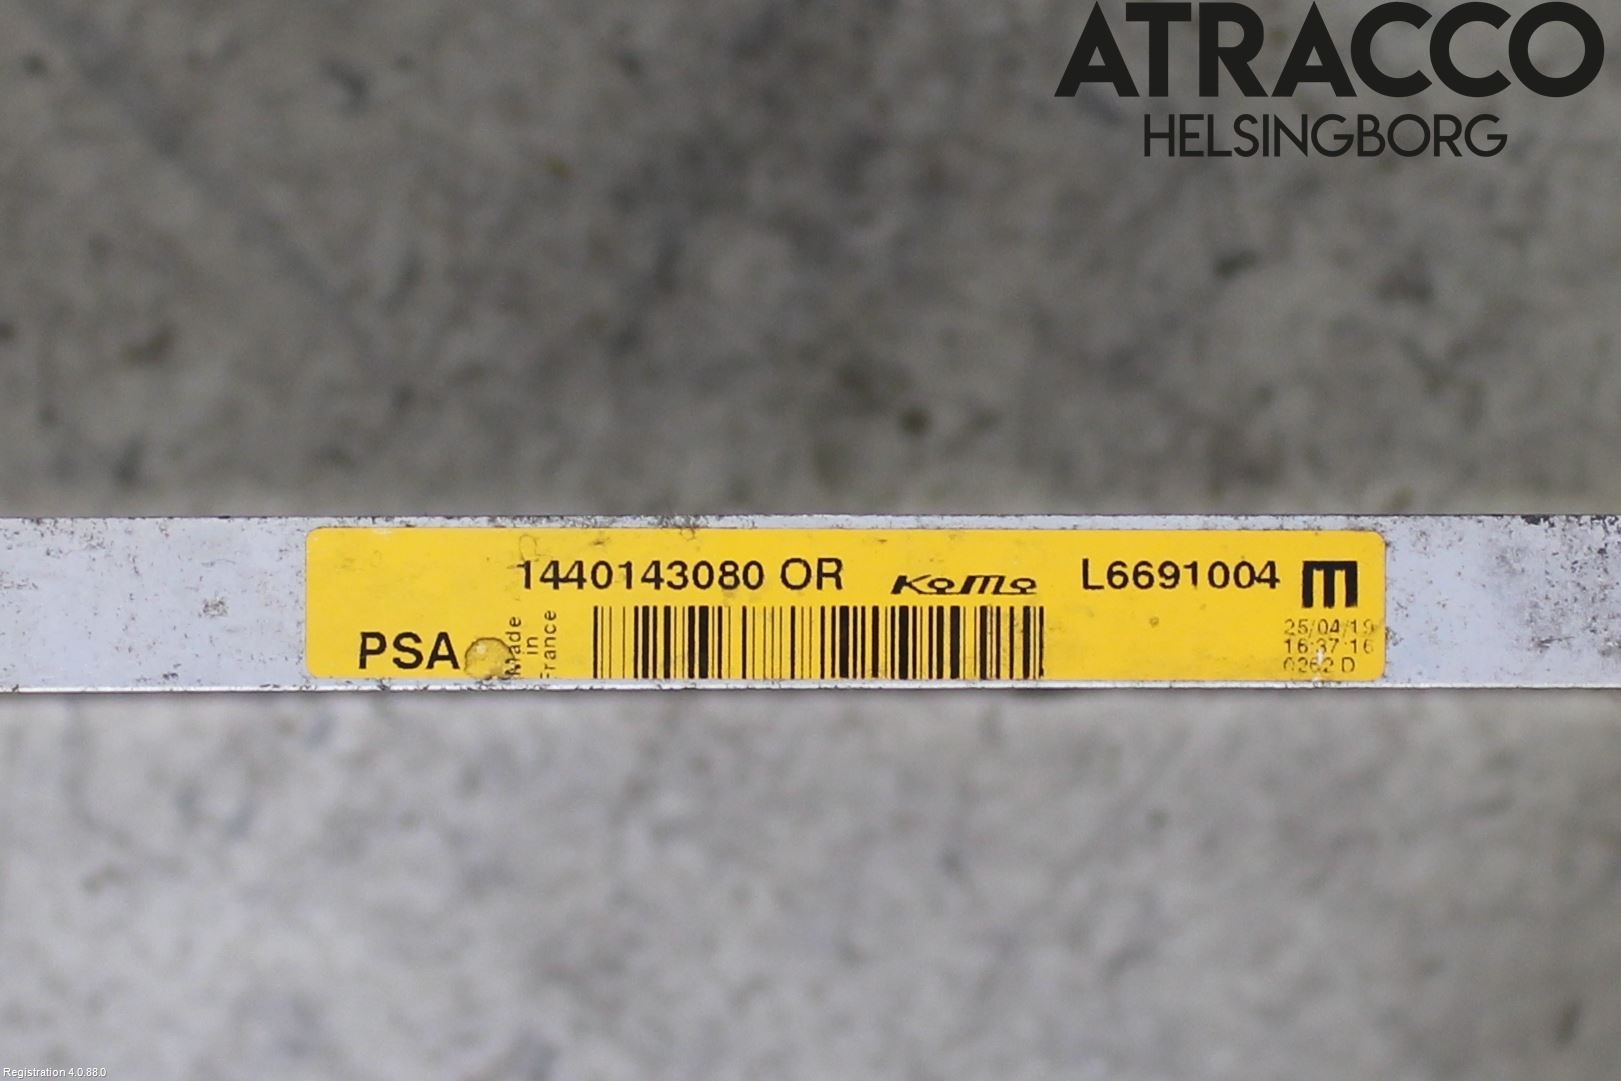 ATRACCO
HELSINGBORG
1440143080 OR KoMo L6691004 m
PSA
Made
in
France
25/04/19
16:37:16
0262 D
Registration 4.0.88.0